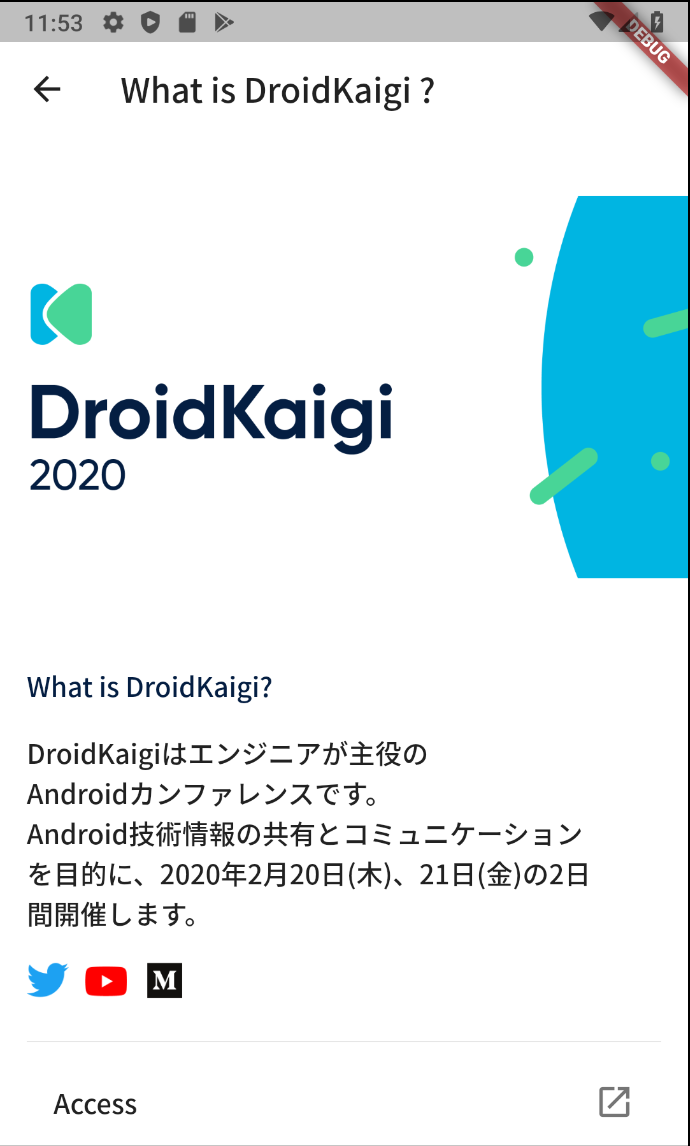 11:53
DEBUG
What is DroidKaigi ?
DroidKaigi
2020
What is DroidKaigi?
DroidKaigiはエンジニアが主役の
Androidカンファレンスです。
Android技術情報の共有とコミュニケーション
を目的に、2020年2月20日(木)、21日(金)の2日
間開催します。
M
Access